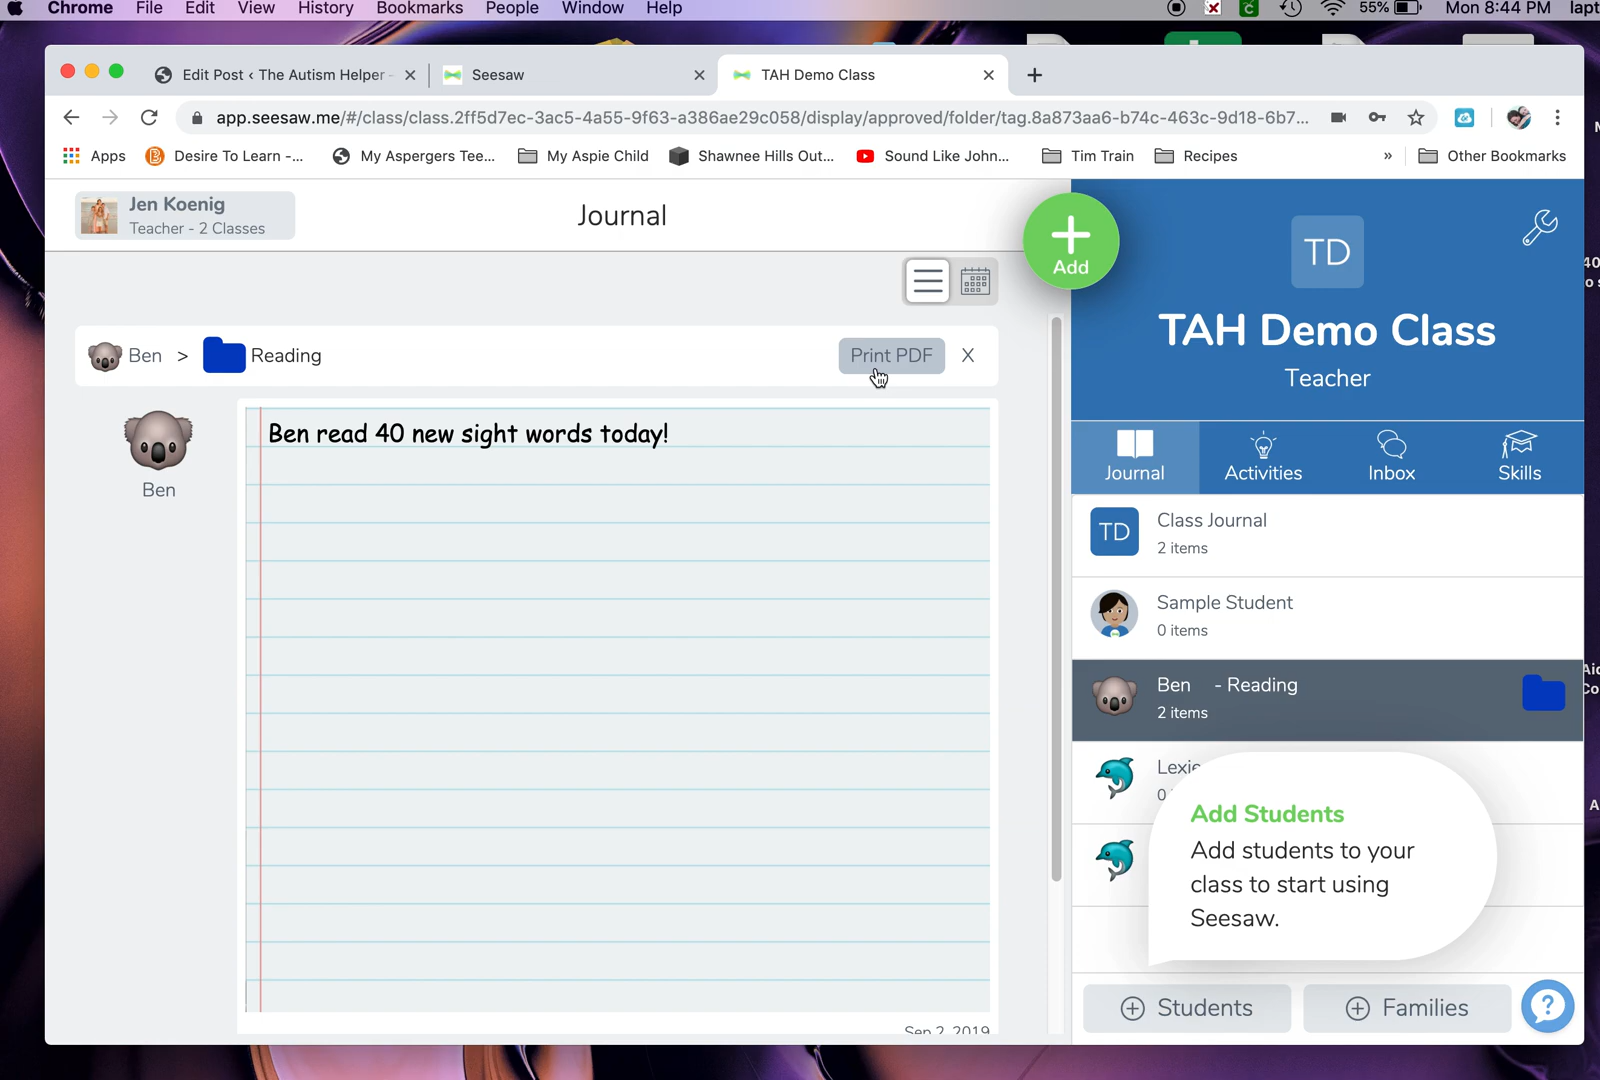 Chrome File Edit View History Bookmarks People Window Help
55% Mon 8:44 PM lapt
Edit Post ‹ The Autism Helper
Seesaw
TAH Demo Class
app.seesaw.me/#/class/class.2ff5d7ec-3ac5-4a55-9f63-a386ae29c058/display/approved/folder/tag.8a873aa6-b74c-463c-9d18-6b7...
Apps Desire To Learn -... My Aspergers Tee... My Aspie Child Shawnee Hills Out... Sound Like John... Tim Train Recipes » Other Bookmarks
Jen Koenig
Teacher - 2 Classes
Journal
Add
Ben > Reading
Print PDF X
Ben
Ben read 40 new sight words today!
Sep 2, 2019
TD
TAH Demo Class
Teacher
Journal Activities Inbox Skills
TD
Class Journal
2 items
Sample Student
0 items
Ben - Reading
2 items
Lexie
0
Add Students
Add students to your
class to start using
Seesaw.
Students Families
?